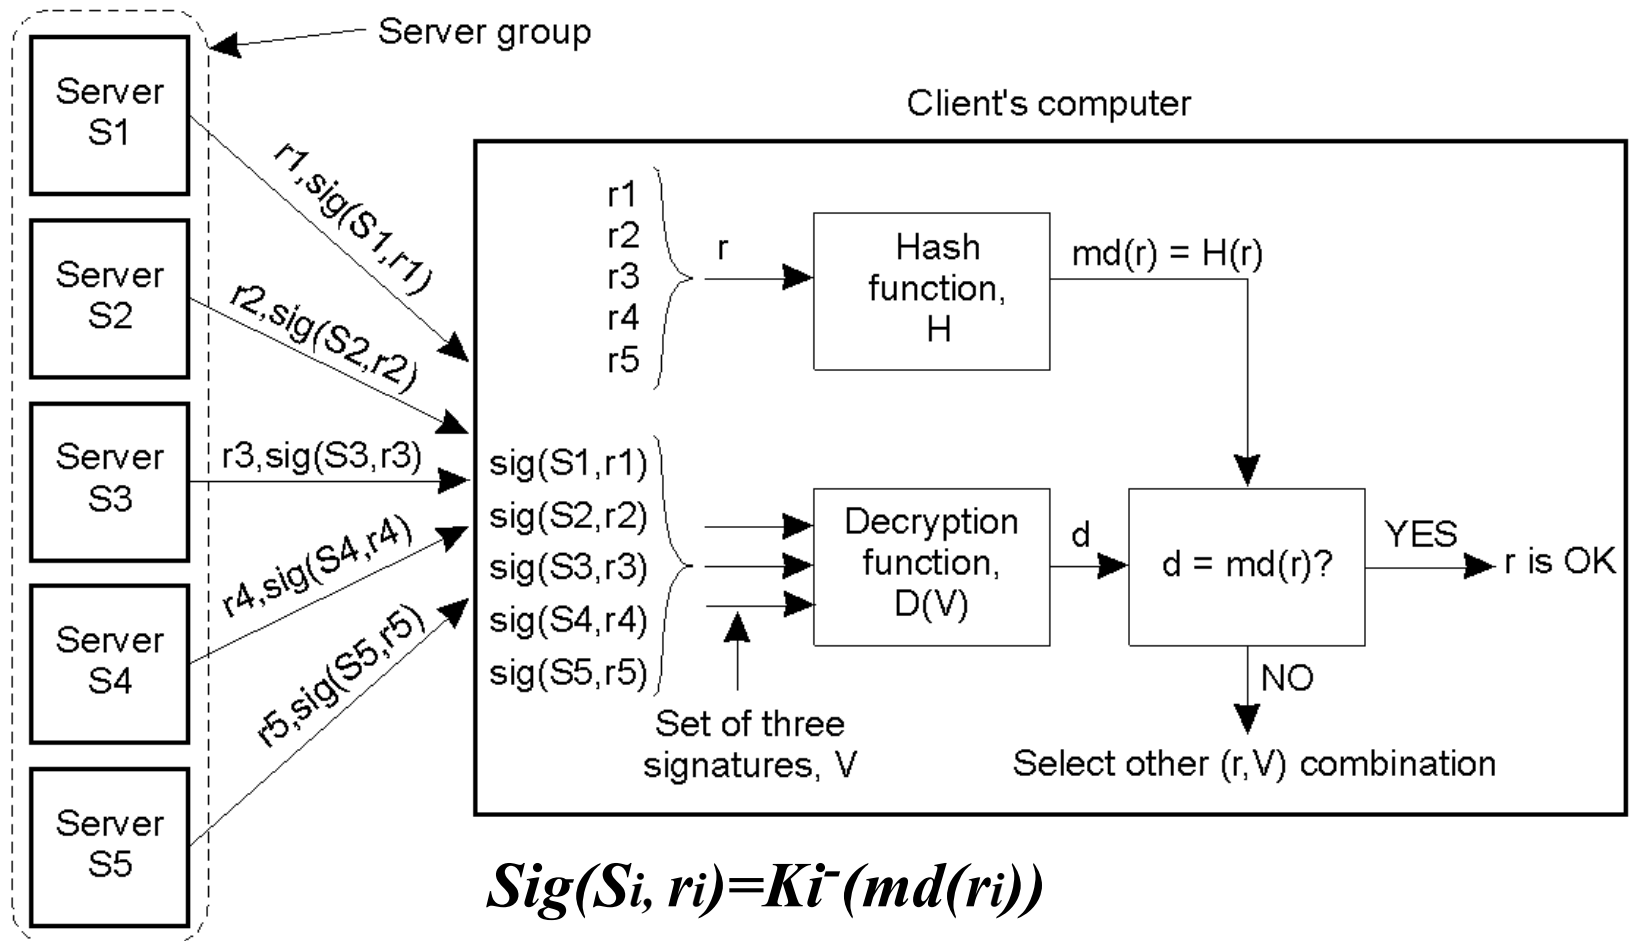 Server group
Server
S1
Server
S2
Server
S3
Server
S4
Server
S5
r1,sig(S1,r1)
r2,sig(S2,r2)
r3,sig(S3,r3)
r4,sig(S4,r4)
r5,sig(S5,r5)
Client's computer
r1
r2
r3
r4
r5
r
Hash
function,
H
md(r) = H(r)
sig(S1,r1)
sig(S2,r2)
sig(S3,r3)
sig(S4,r4)
sig(S5,r5)
Set of three
signatures, V
Decryption
function,
D(V)
d
d = md(r)?
YES
r is OK
NO
Select other (r,V) combination
Sig(Si, ri)=Ki-(md(ri))